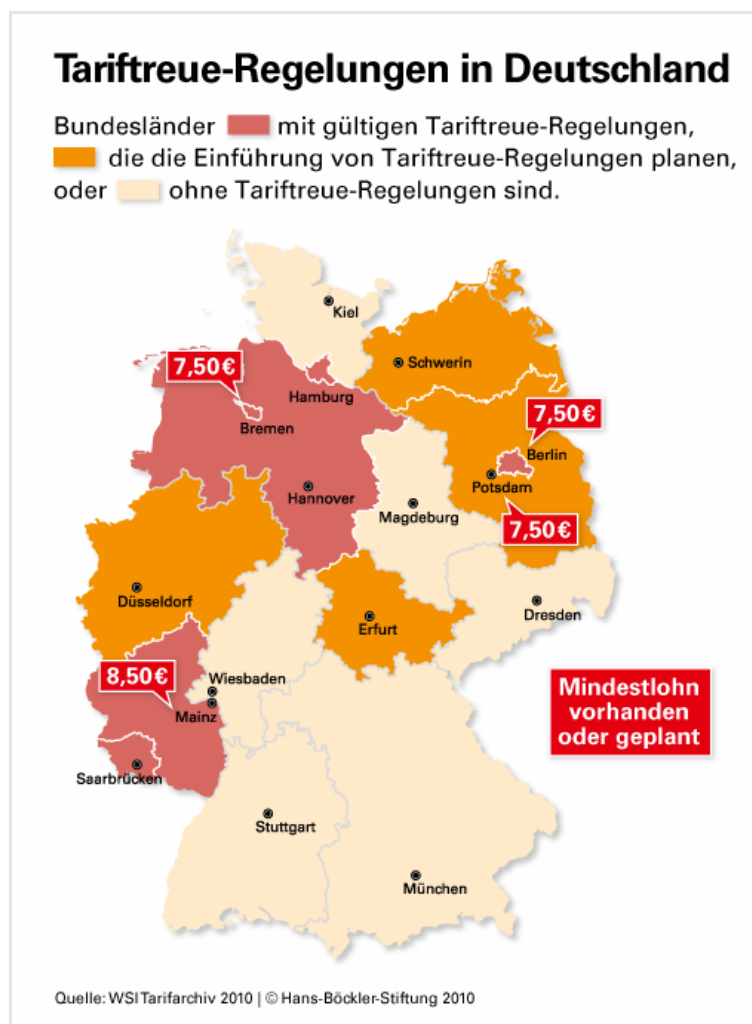 Tariftreue-Regelungen in Deutschland
Bundesländer mit gültigen Tariftreue-Regelungen,
die die Einführung von Tariftreue-Regelungen planen,
oder ohne Tariftreue-Regelungen sind.
Kiel
Schwerin
7,50€
Hamburg
Bremen
7,50€
Berlin
Potsdam
Hannover
Magdeburg
7,50€
Düsseldorf
Erfurt
Dresden
8,50€
Wiesbaden
Mainz
Mindestlohn
vorhanden
oder geplant
Saarbrücken
Stuttgart
München
Quelle: WSI Tarifarchiv 2010 | © Hans-Böckler-Stiftung 2010